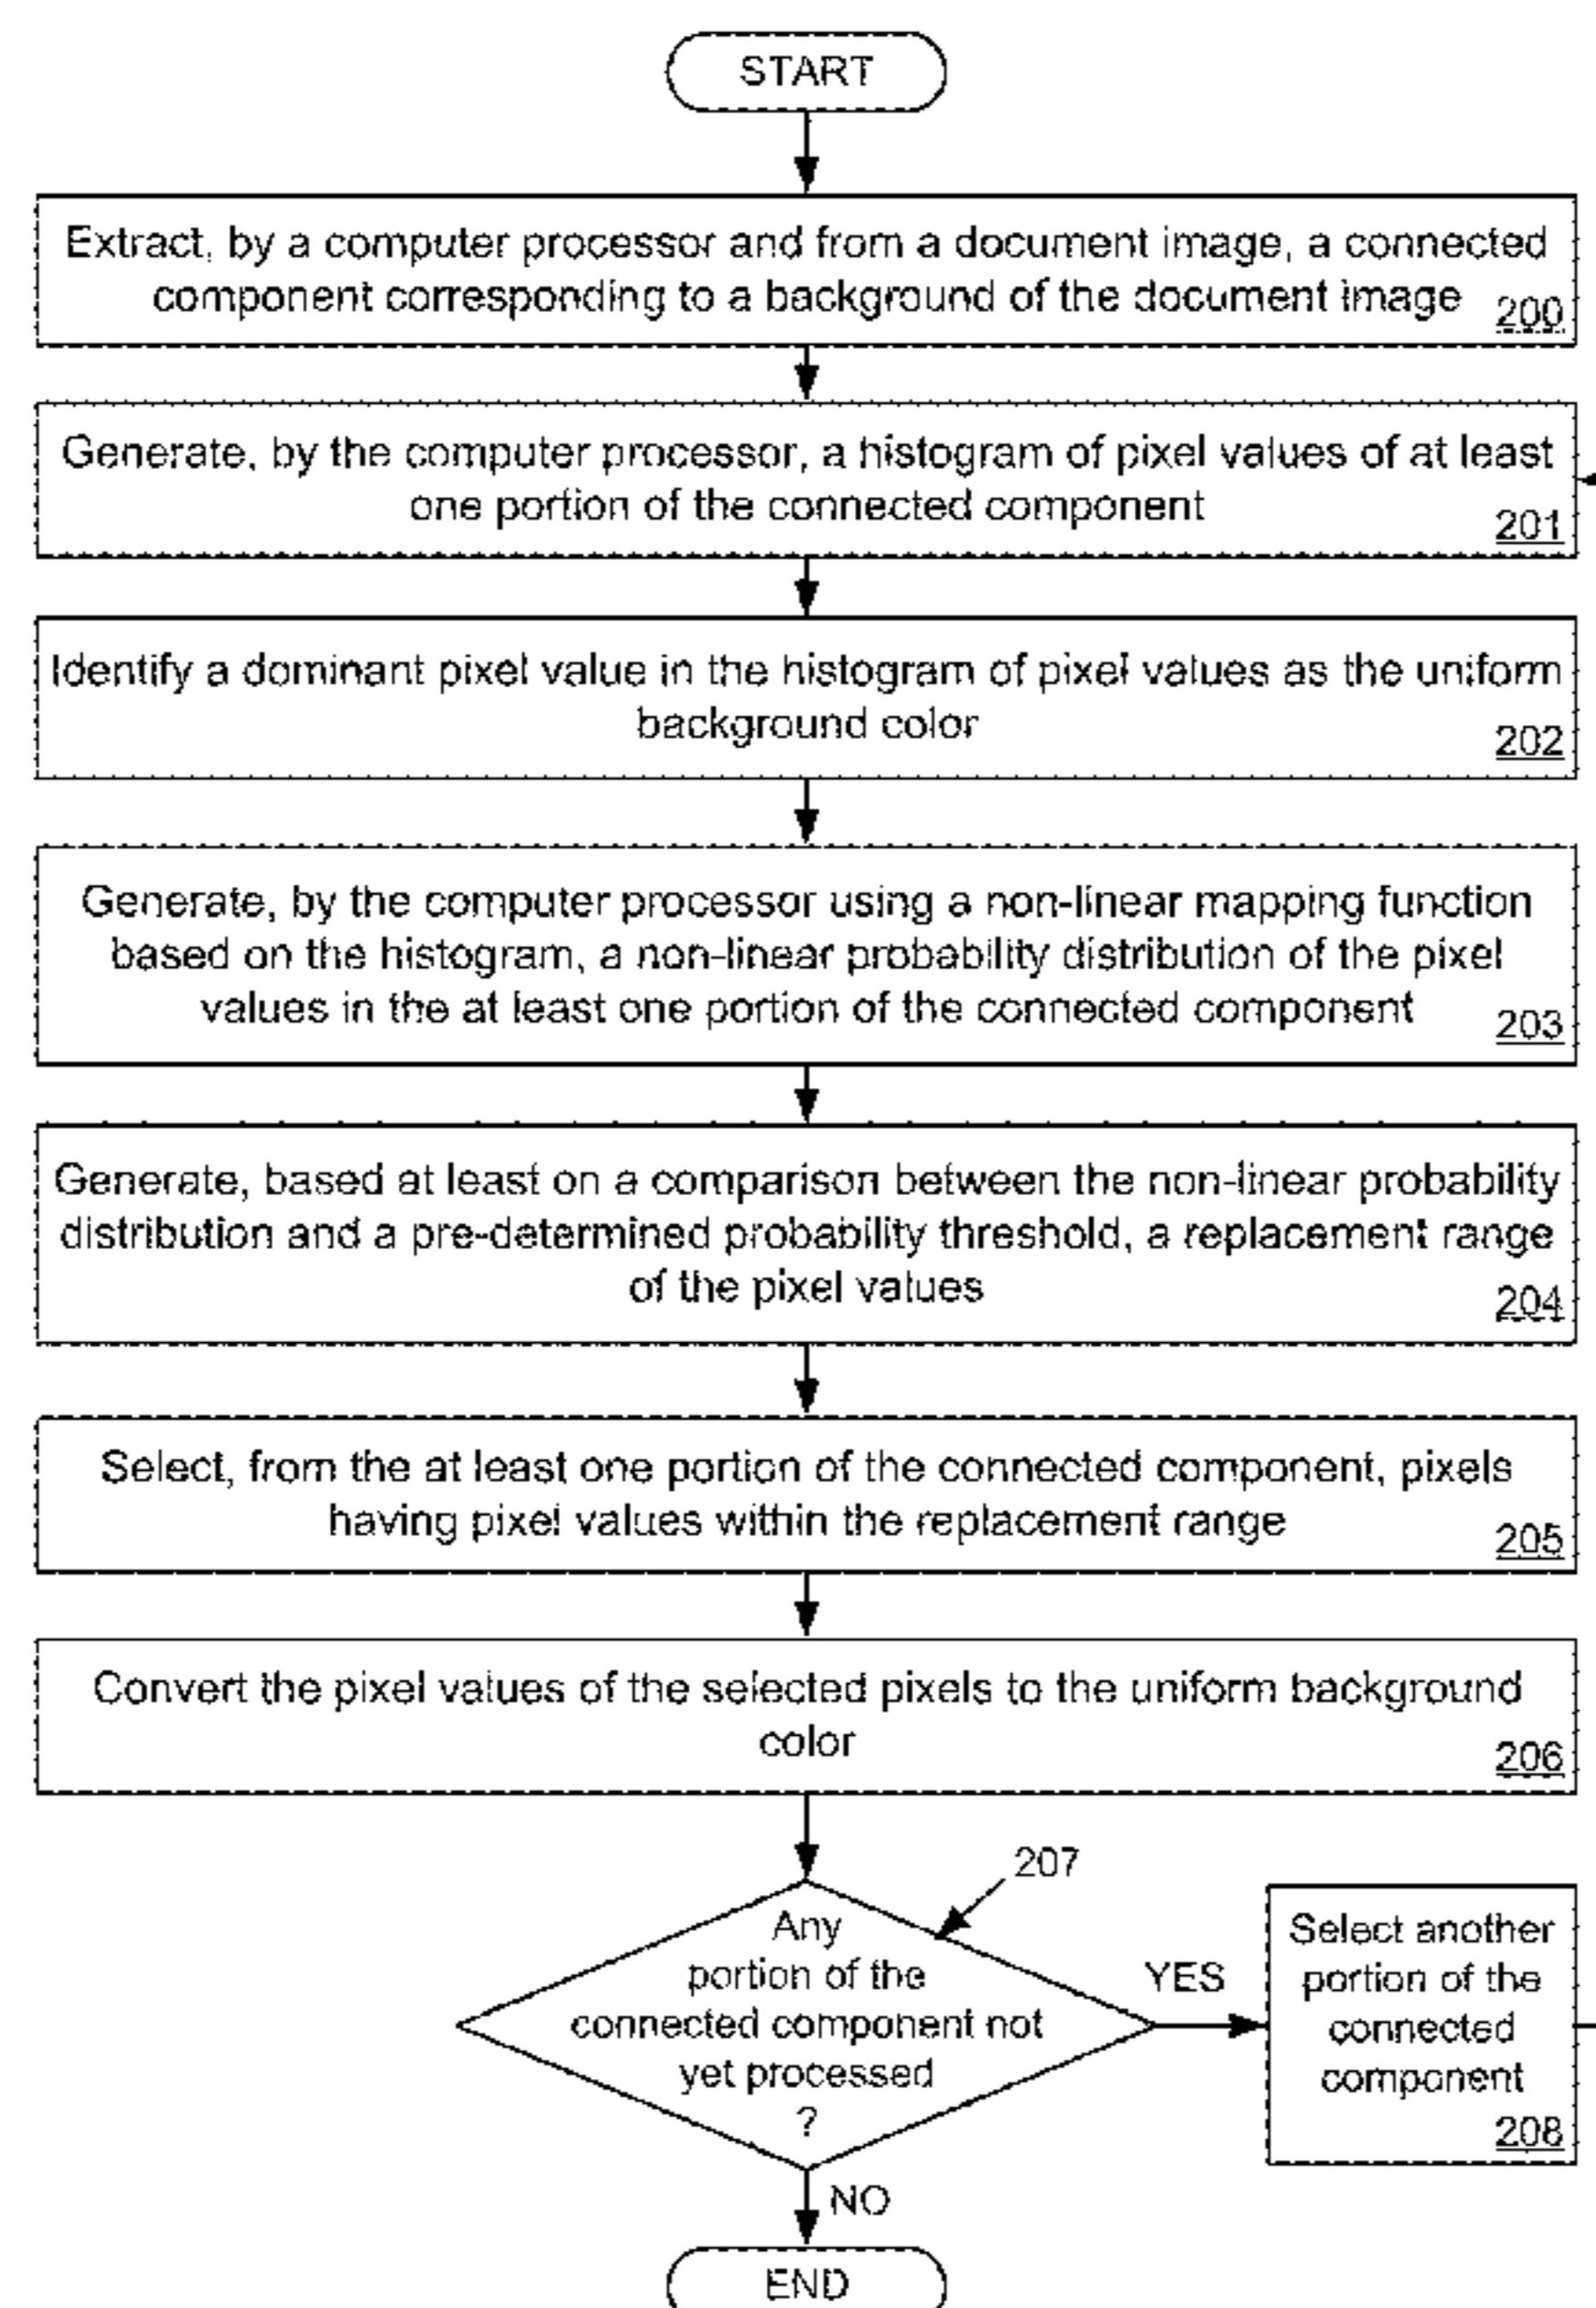 START
Extract, by a computer processor and from a document image, a connected
component corresponding to a background of the document image
200
Generate, by the computer processor, a histogram of pixel values of at least
one portion of the connected component
201
Identify a dominant pixel value in the histogram of pixel values as the uniform
background color
202
Generate, by the computer processor using a non-linear mapping function
based on the histogram, a non-linear probability distribution of the pixel
values in the at least one portion of the connected component
203
Generate, based at least on a comparison between the non-linear probability
distribution and a pre-determined probability threshold, a replacement range
of the pixel values
204
Select, from the at least one portion of the connected component, pixels
having pixel values within the replacement range
205
Convert the pixel values of the selected pixels to the uniform background
color
206
207
Any
portion of the
connected component not
yet processed
?
YES
Select another
portion of the
connected
component
208
NO
END